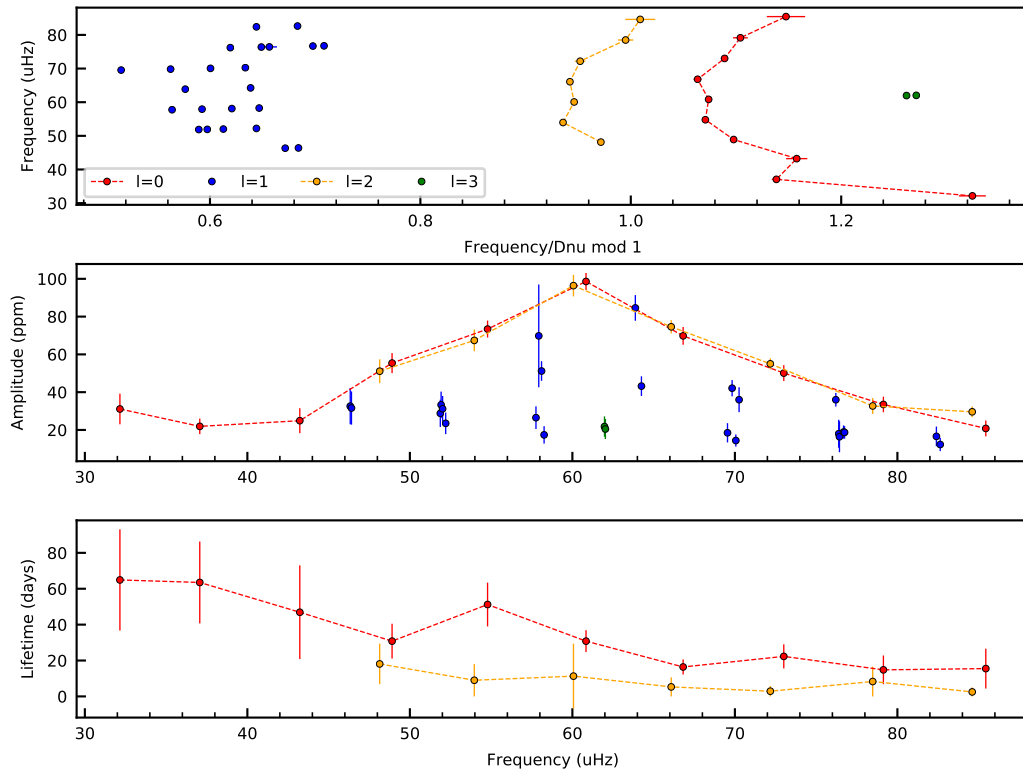 Frequency (uHz)
80
70
60
50
40
30
l=0 l=1 l=2 l=3
0.6 0.8 1.0 1.2
Frequency/Dnu mod 1
Amplitude (ppm)
100
80
60
40
20
30 40 50 60 70 80
Lifetime (days)
80
60
40
20
0
30 40 50 60 70 80
Frequency (uHz)